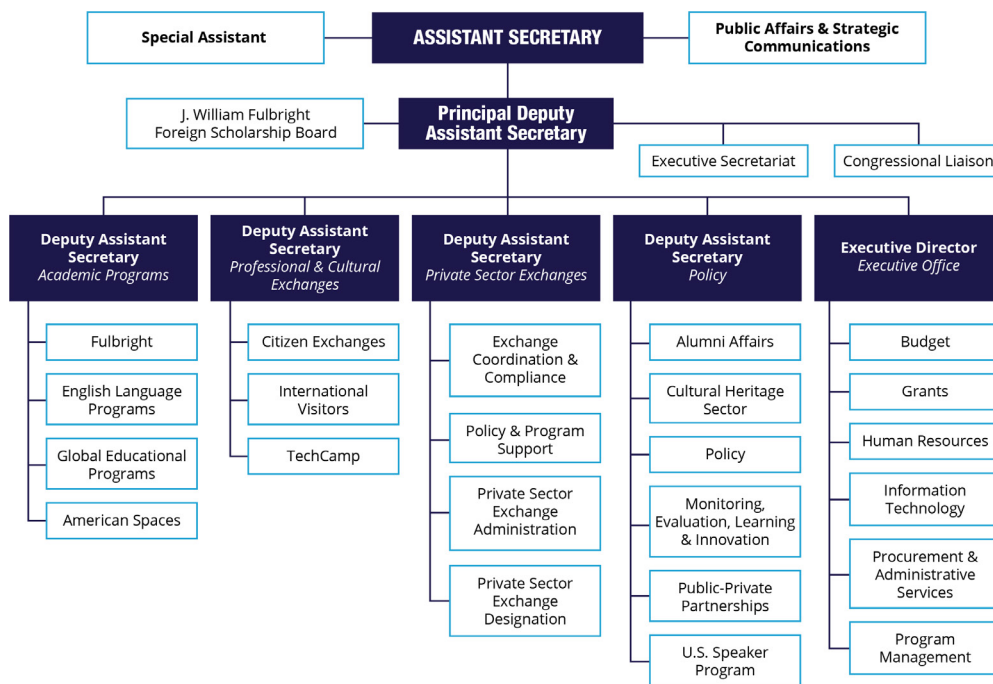 Special Assistant
ASSISTANT SECRETARY
Public Affairs & Strategic
Communications
J. William Fulbright
Foreign Scholarship Board
Principal Deputy
Assistant Secretary
Executive Secretariat
Congressional Liaison
Deputy Assistant
Secretary
Academic Programs
Fulbright
English Language
Programs
Global Educational
Programs
American Spaces
Deputy Assistant
Secretary
Professional & Cultural
Exchanges
Citizen Exchanges
International
Visitors
TechCamp
Deputy Assistant
Secretary
Private Sector Exchanges
Exchange
Coordination &
Compliance
Policy & Program
Support
Private Sector
Exchange
Administration
Private Sector
Exchange
Designation
Deputy Assistant
Secretary
Policy
Alumni Affairs
Cultural Heritage
Sector
Policy
Monitoring,
Evaluation, Learning
& Innovation
Public-Private
Partnerships
U.S. Speaker
Program
Executive Director
Executive Office
Budget
Grants
Human Resources
Information
Technology
Procurement &
Administrative
Services
Program
Management